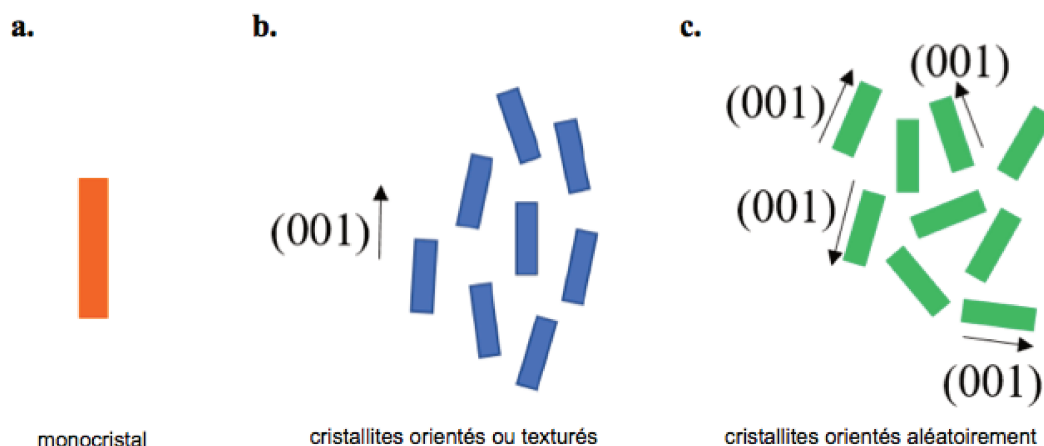 a.
b.
c.
(001)
(001)
(001)
(001)
(001)
monocristal
cristallites orientés ou texturés
cristallites orientés aléatoirement